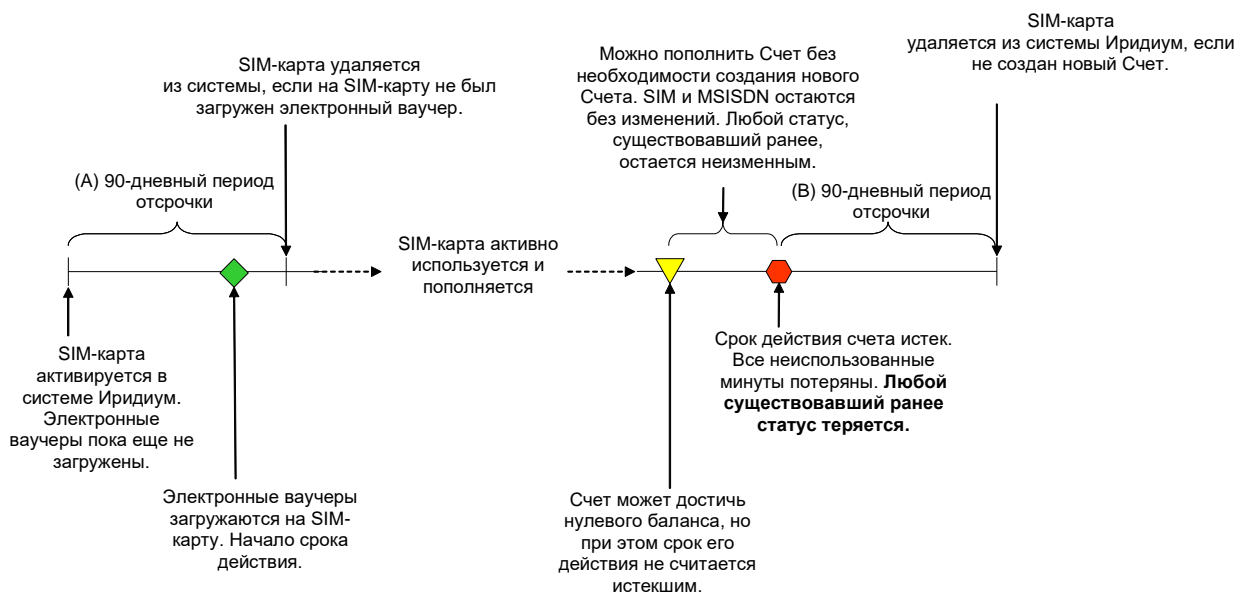 SIM-карта удаляется
из системы, если на SIM-карту не был
загружен электронный ваучер.
Можно пополнить Счет без
необходимости создания нового
Счета. SIM и MSISDN остаются
без изменений. Любой статус,
существовавший ранее,
остается неизменным.
SIM-карта
удаляется из системы Иридиум, если
не создан новый Счет.
(A) 90-дневный период
отсрочки
(B) 90-дневный период
отсрочки
SIM-карта активно
используется и
пополняется
SIM-карта
активируется в
системе Иридиум.
Электронные
ваучеры пока еще не
загружены.
Электронные ваучеры
загружаются на SIM-
карту. Начало срока
действия.
Срок действия счета истек.
Все неиспользованные
минуты потеряны. Любой
существовавший ранее
статус теряется.
Счет может достичь
нулевого баланса, но
при этом срок его
действия не считается
истекшим.